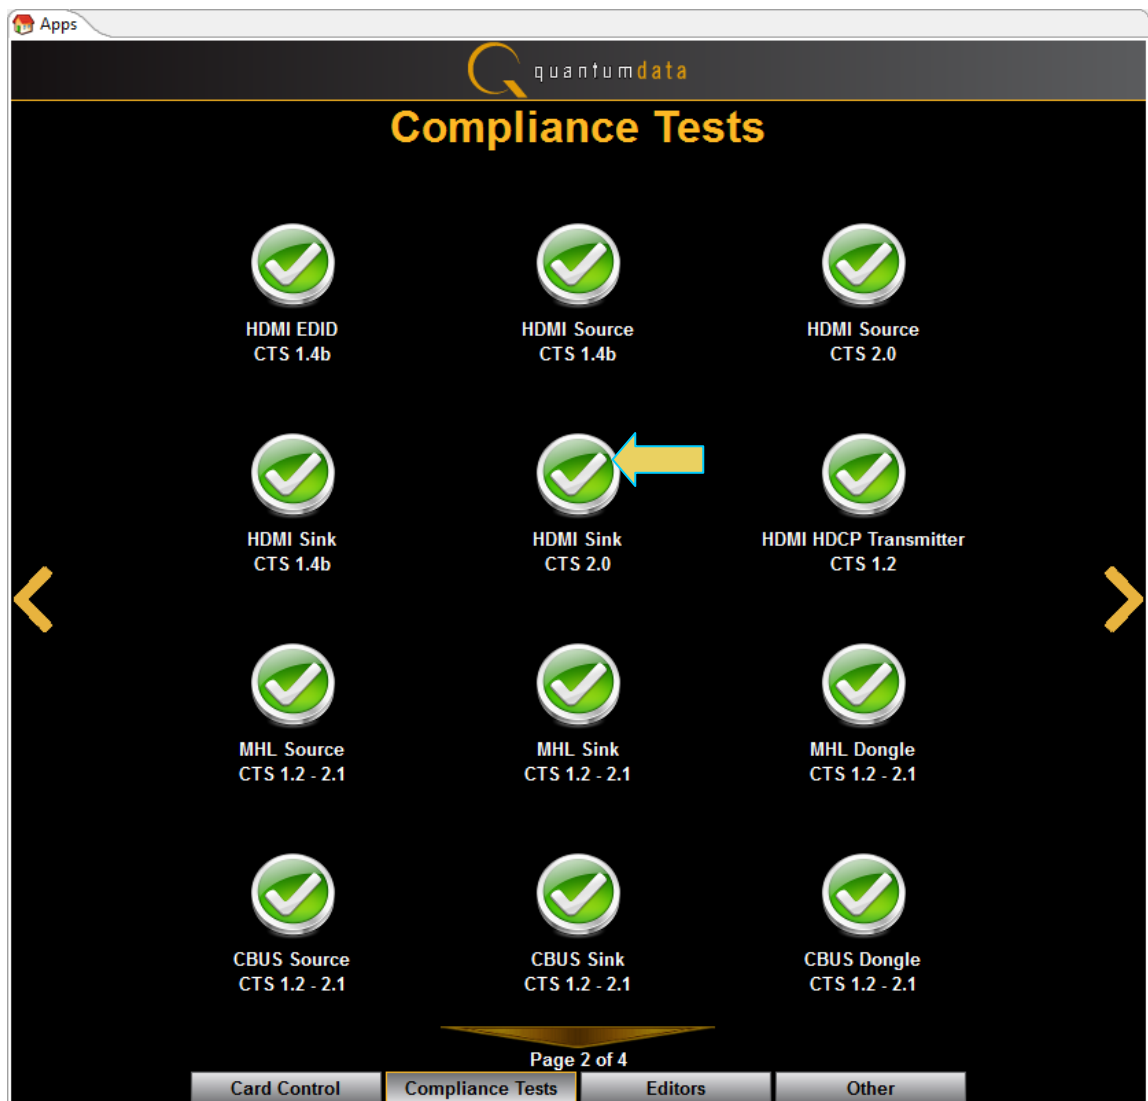 Apps
quantumdata
Compliance Tests
HDMI EDID
CTS 1.4b
HDMI Source
CTS 1.4b
HDMI Source
CTS 2.0
HDMI Sink
CTS 1.4b
HDMI Sink
CTS 2.0
HDMI HDCP Transmitter
CTS 1.2
MHL Source
CTS 1.2 - 2.1
MHL Sink
CTS 1.2 - 2.1
MHL Dongle
CTS 1.2 - 2.1
CBUS Source
CTS 1.2 - 2.1
CBUS Sink
CTS 1.2 - 2.1
CBUS Dongle
CTS 1.2 - 2.1
Page 2 of 4
Card Control
Compliance Tests
Editors
Other